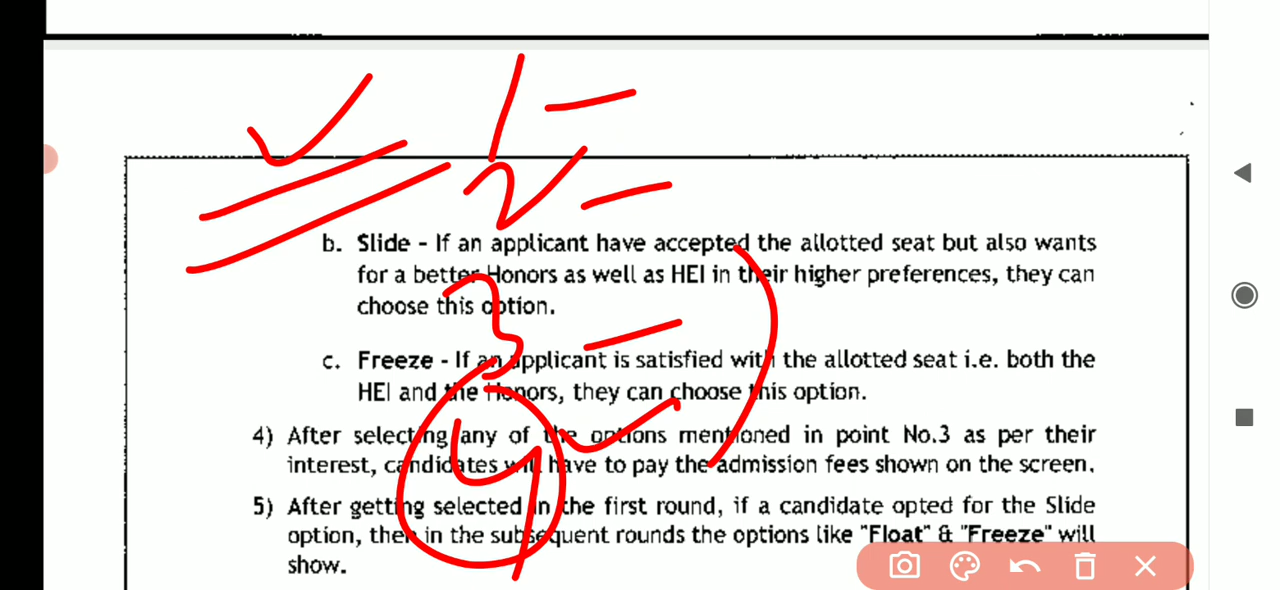 1 -
2 -
b. Slide - If an applicant have accepted the allotted seat but also wants
for a better Honors as well as HEI in their higher preferences, they can
choose this option.
3 -
c. Freeze - If an applicant is satisfied with the allotted seat i.e. both the
HEI and the Honors, they can choose this option.
4) After selecting any of the options mentioned in point No.3 as per their
interest, candidates will have to pay the admission fees shown on the screen.
4
5) After getting selected in the first round, if a candidate opted for the Slide
option, then in the subsequent rounds the options like "Float" & "Freeze" will
show.